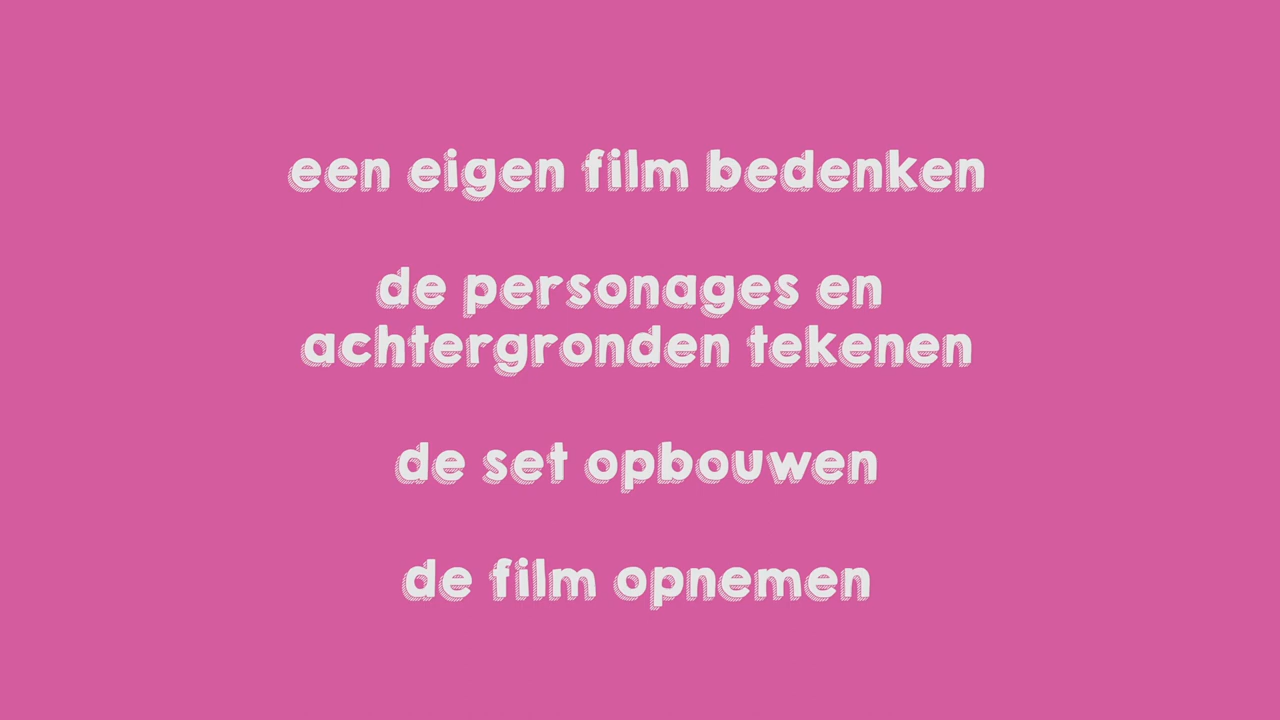 een eigen film bedenken
de personages en
achtergronden tekenen
de set opbouwen
de film opnemen